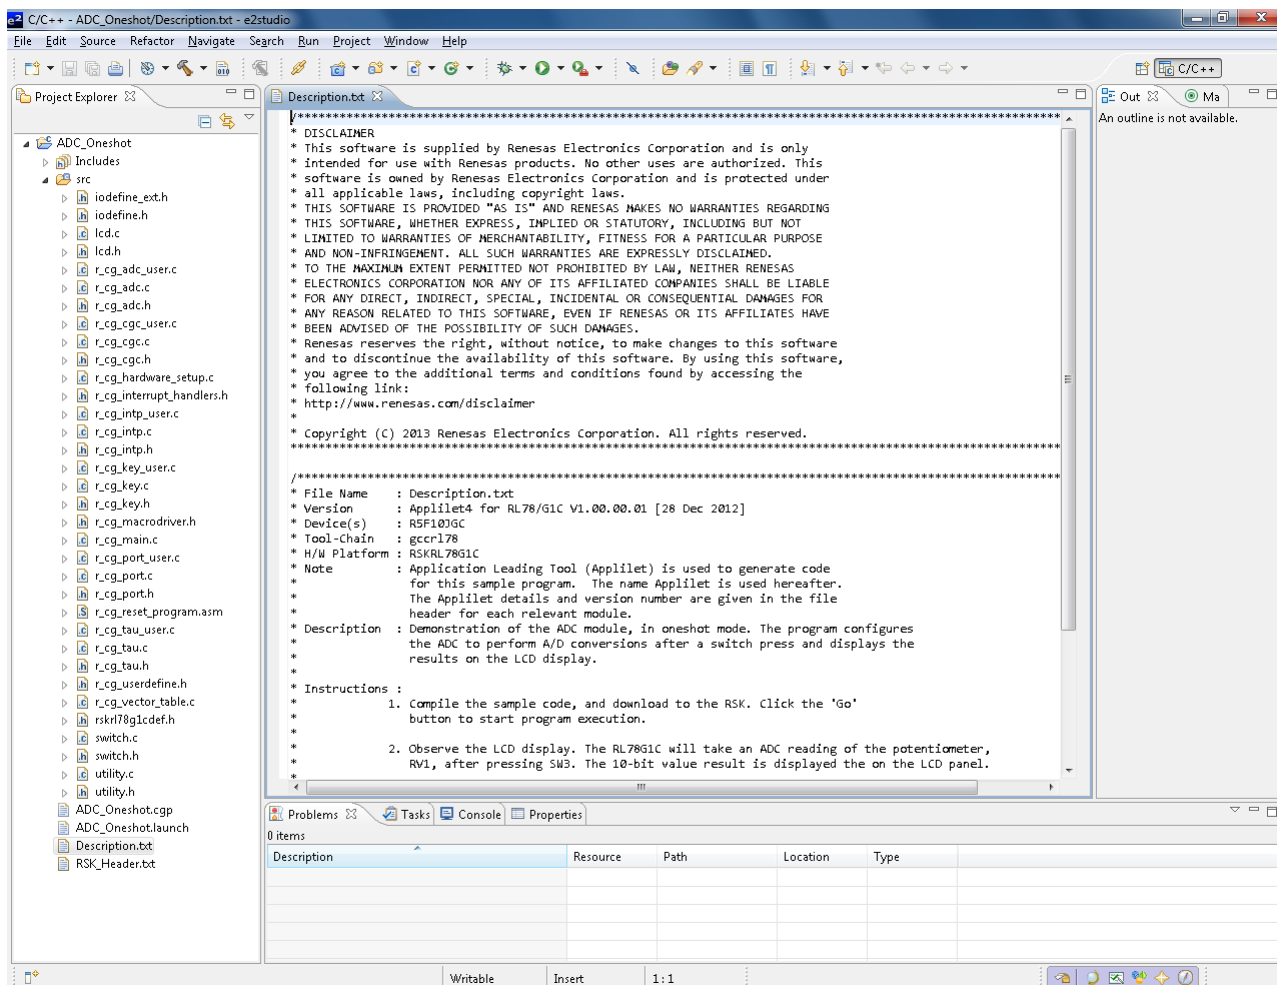 C/C++ - ADC_Oneshot/Description.txt - e2studio
File Edit Source Refactor Navigate Search Run Project Window Help
C/C++
Project Explorer
ADC_Oneshot
Includes
src
iodefine_ext.h
iodefine.h
lcd.c
lcd.h
r_cg_adc_user.c
r_cg_adc.c
r_cg_adc.h
r_cg_cgc_user.c
r_cg_cgc.c
r_cg_cgc.h
r_cg_hardware_setup.c
r_cg_interrupt_handlers.h
r_cg_intp_user.c
r_cg_intp.c
r_cg_intp.h
r_cg_key_user.c
r_cg_key.c
r_cg_key.h
r_cg_macrodriver.h
r_cg_main.c
r_cg_port_user.c
r_cg_port.c
r_cg_port.h
r_cg_reset_program.asm
r_cg_tau_user.c
r_cg_tau.c
r_cg_tau.h
r_cg_userdefine.h
r_cg_vector_table.c
rskrl78g1cdef.h
switch.c
switch.h
utility.c
utility.h
ADC_Oneshot.cgp
ADC_Oneshot.launch
Description.txt
RSK_Header.txt
Description.txt
/*******************************************************************************
* DISCLAIMER
* This software is supplied by Renesas Electronics Corporation and is only
* intended for use with Renesas products. No other uses are authorized. This
* software is owned by Renesas Electronics Corporation and is protected under
* all applicable laws, including copyright laws.
* THIS SOFTWARE IS PROVIDED "AS IS" AND RENESAS MAKES NO WARRANTIES REGARDING
* THIS SOFTWARE, WHETHER EXPRESS, IMPLIED OR STATUTORY, INCLUDING BUT NOT
* LIMITED TO WARRANTIES OF MERCHANTABILITY, FITNESS FOR A PARTICULAR PURPOSE
* AND NON-INFRINGEMENT. ALL SUCH WARRANTIES ARE EXPRESSLY DISCLAIMED.
* TO THE MAXIMUM EXTENT PERMITTED NOT PROHIBITED BY LAW, NEITHER RENESAS
* ELECTRONICS CORPORATION NOR ANY OF ITS AFFILIATED COMPANIES SHALL BE LIABLE
* FOR ANY DIRECT, INDIRECT, SPECIAL, INCIDENTAL OR CONSEQUENTIAL DAMAGES FOR
* ANY REASON RELATED TO THIS SOFTWARE, EVEN IF RENESAS OR ITS AFFILIATES HAVE
* BEEN ADVISED OF THE POSSIBILITY OF SUCH DAMAGES.
* Renesas reserves the right, without notice, to make changes to this software
* and to discontinue the availability of this software. By using this software,
* you agree to the additional terms and conditions found by accessing the
* following link:
* http://www.renesas.com/disclaimer
*
* Copyright (C) 2013 Renesas Electronics Corporation. All rights reserved.
*******************************************************************************
/*******************************************************************************
* File Name : Description.txt
* Version : Applilet4 for RL78/G1C V1.00.00.01 [28 Dec 2012]
* Device(s) : R5F10JGC
* Tool-Chain : gccrl78
* H/W Platform : RSKRL78G1C
* Note : Application Leading Tool (Applilet) is used to generate code
* for this sample program. The name Applilet is used hereafter.
* The Applilet details and version number are given in the file
* header for each relevant module.
* Description : Demonstration of the ADC module, in oneshot mode. The program configures
* the ADC to perform A/D conversions after a switch press and displays the
* results on the LCD display.
*
* Instructions :
* 1. Compile the sample code, and download to the RSK. Click the 'Go'
* button to start program execution.
*
* 2. Observe the LCD display. The RL78G1C will take an ADC reading of the potentiometer,
* RV1, after pressing SW3. The 10-bit value result is displayed the on the LCD panel.
*
Out Ma
An outline is not available.
Problems Tasks Console Properties
0 items
Description Resource Path Location Type
Writable Insert 1:1